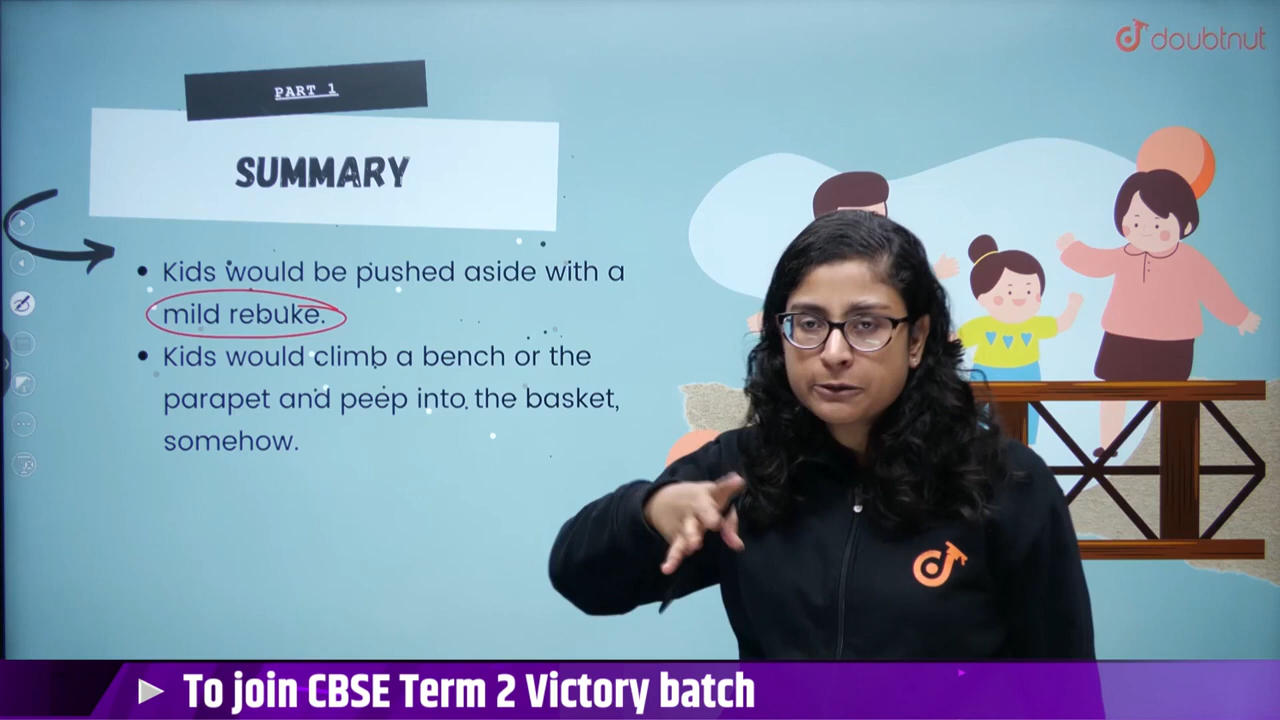 doubtnut
PART 1
SUMMARY
• Kids would be pushed aside with a
mild rebuke.
• Kids would climb a bench or the
parapet and peep into the basket,
somehow.
To join CBSE Term 2 Victory batch